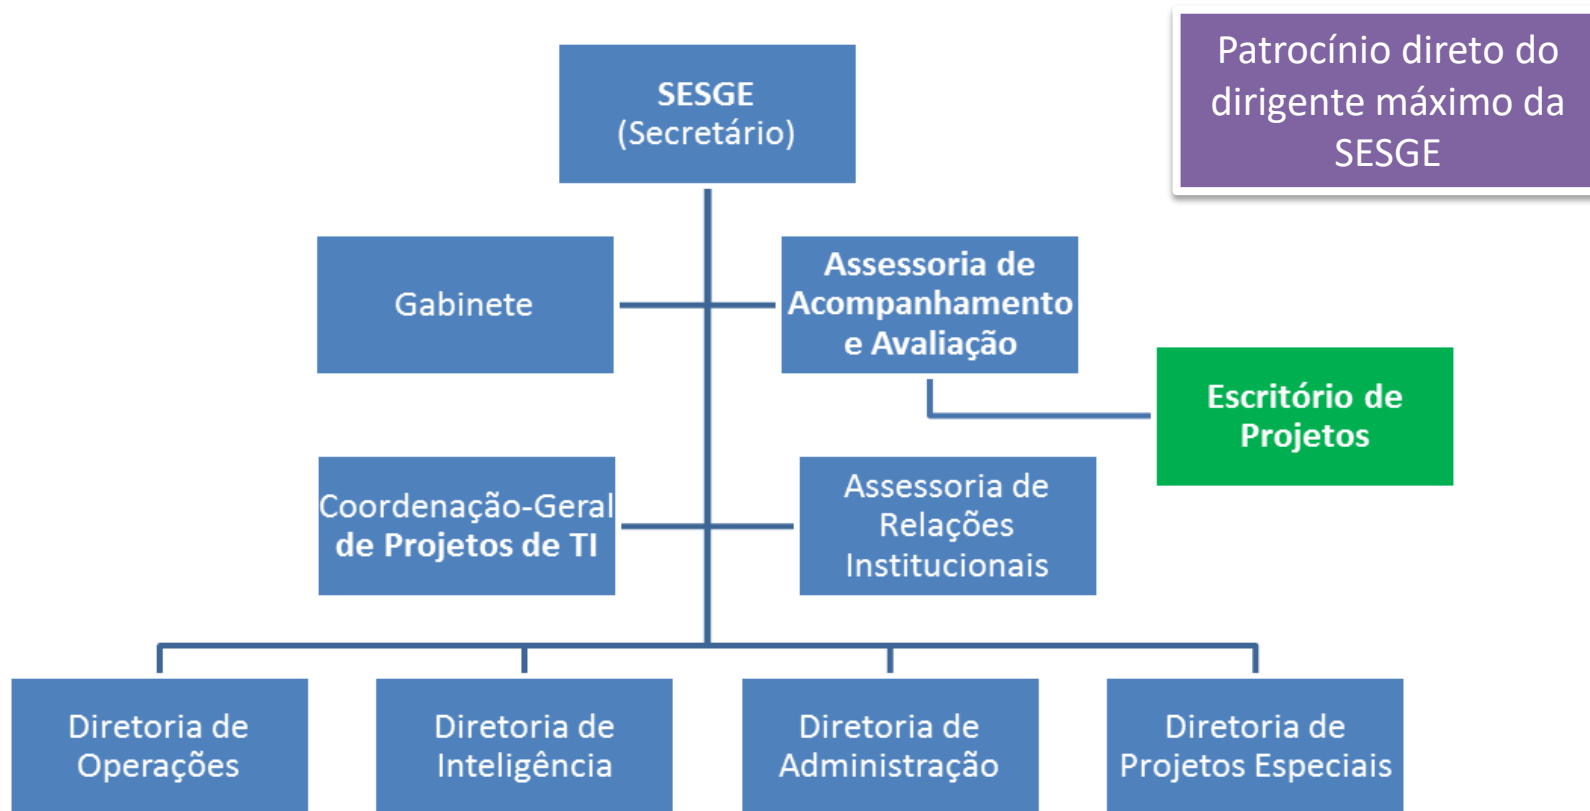 SESGE
(Secretário)
Patrocínio direto do
dirigente máximo da
SESGE
Gabinete
Assessoria de
Acompanhamento
e Avaliação
Escritório de
Projetos
Coordenação-Geral
de Projetos de TI
Assessoria de
Relações
Institucionais
Diretoria de
Operações
Diretoria de
Inteligência
Diretoria de
Administração
Diretoria de
Projetos Especiais